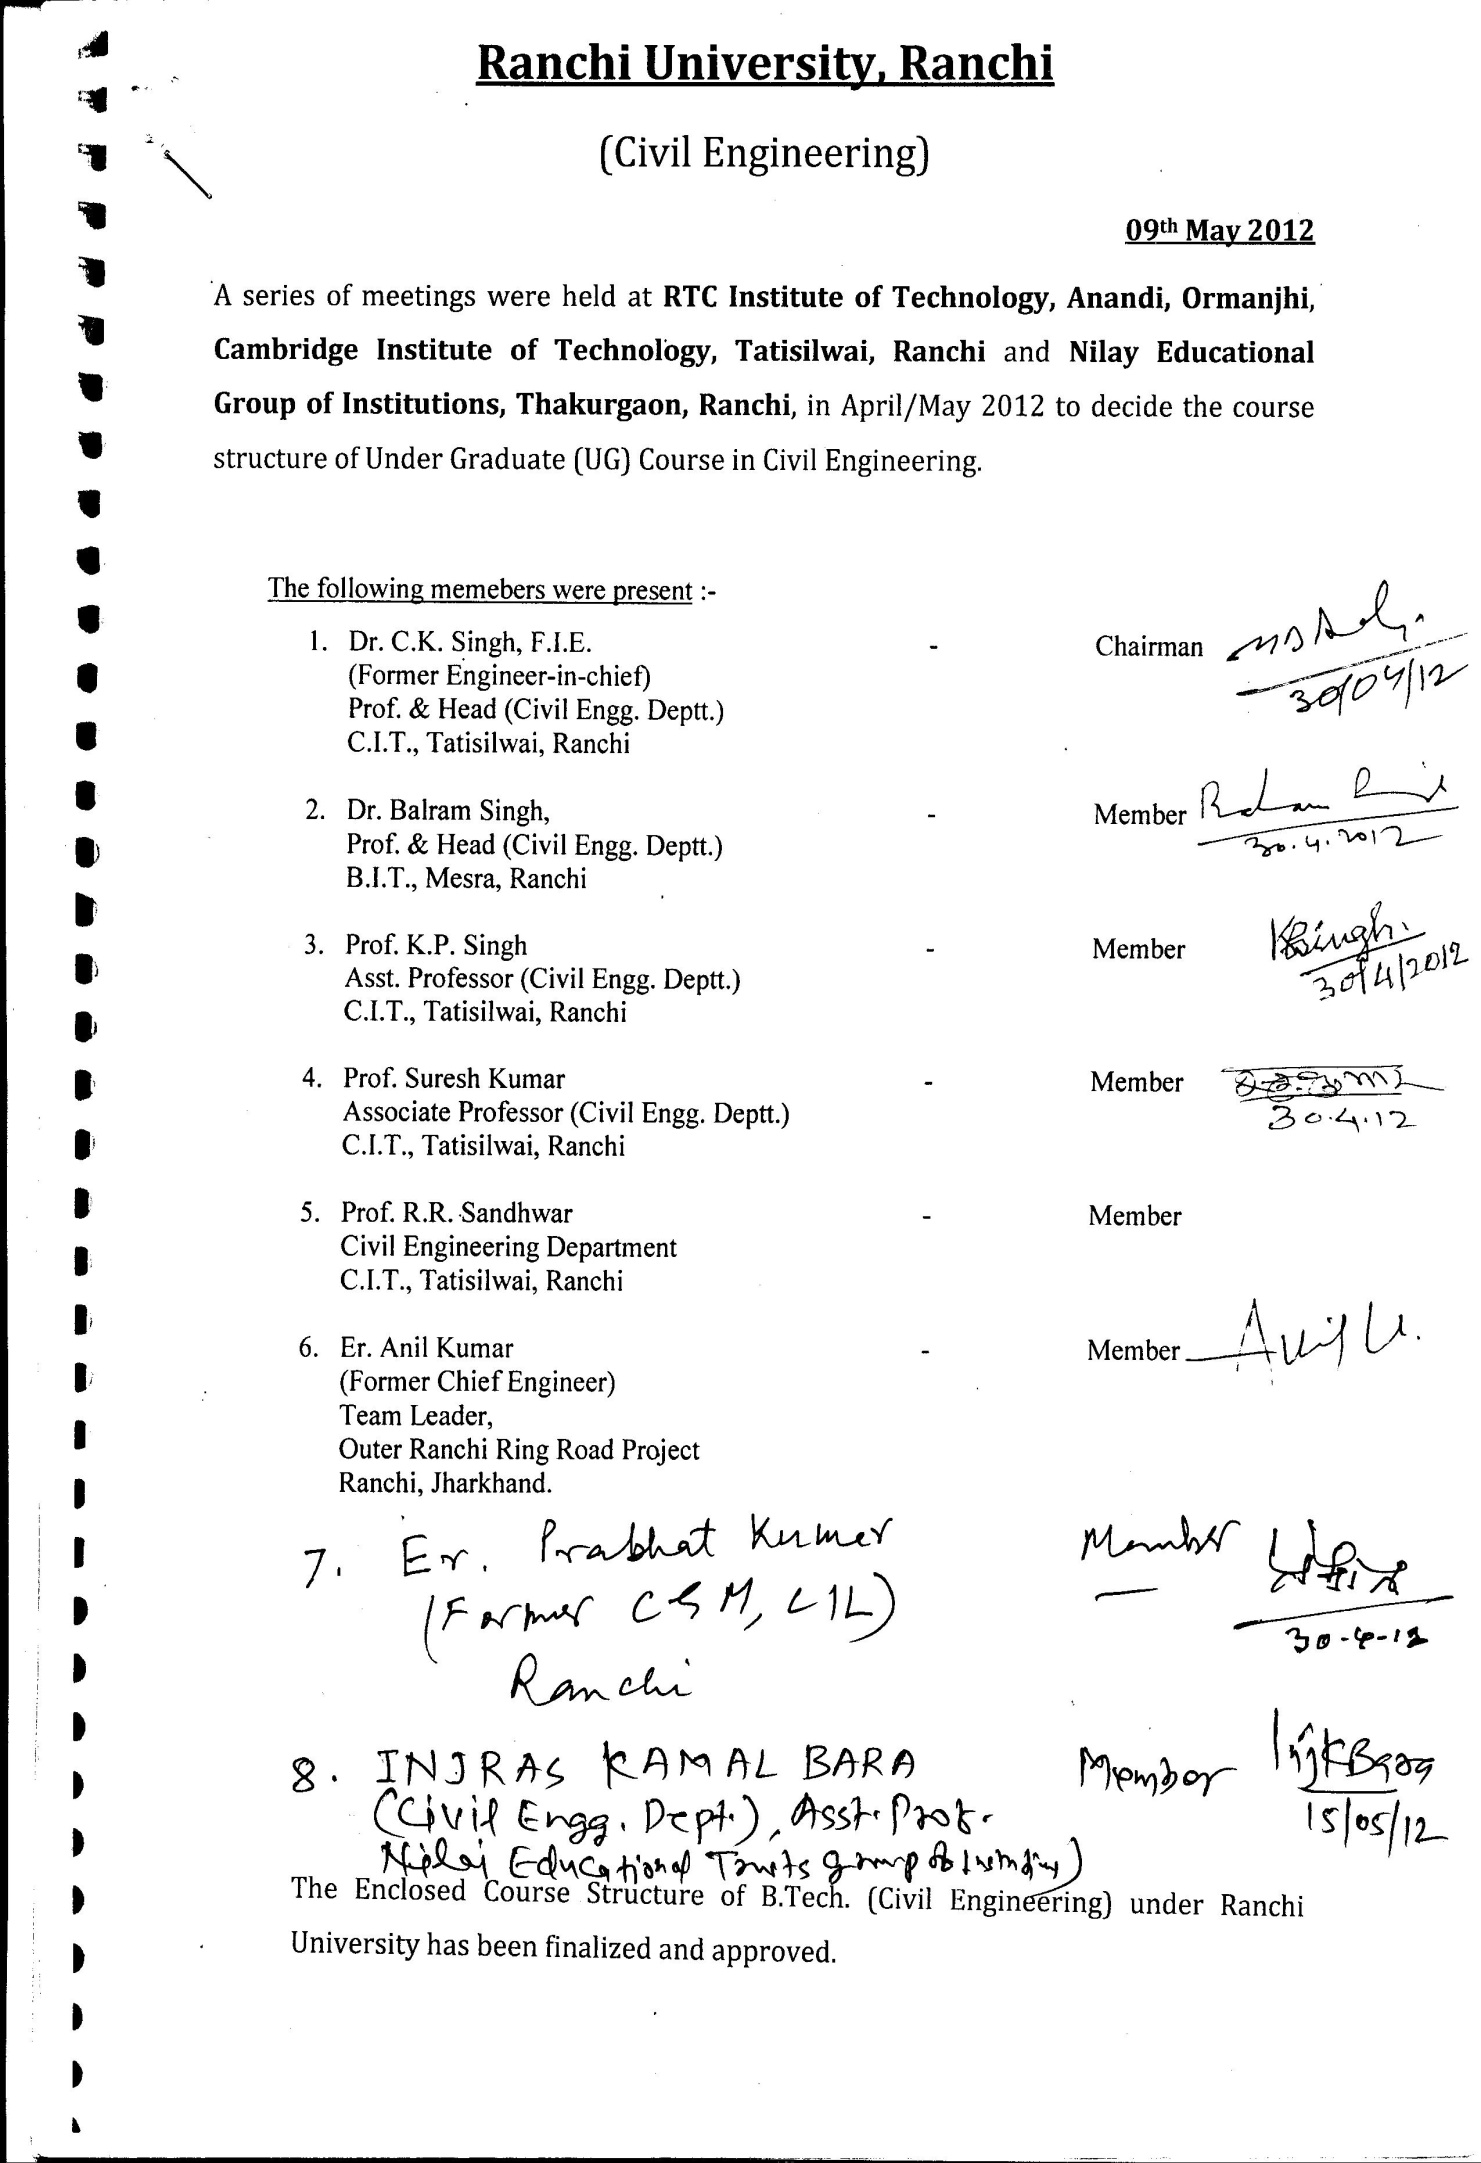 Ranchi University, Ranchi
(Civil Engineering)
09th May 2012
A series of meetings were held at RTC Institute of Technology, Anandi, Ormanjhi,
Cambridge Institute of Technology, Tatisilwai, Ranchi and Nilay Educational
Group of Institutions, Thakurgaon, Ranchi, in April/May 2012 to decide the course
structure of Under Graduate (UG) Course in Civil Engineering.
The following memebers were present :-
1. Dr. C.K. Singh, F.I.E. - Chairman
(Former Engineer-in-chief)
30/04/12
Prof. & Head (Civil Engg. Deptt.)
C.I.T., Tatisilwai, Ranchi
2. Dr. Balram Singh, - Member
Prof. & Head (Civil Engg. Deptt.)
30.4.2012
B.I.T., Mesra, Ranchi
3. Prof. K.P. Singh - Member KPSingh.
Asst. Professor (Civil Engg. Deptt.)
30/4/2012
C.I.T., Tatisilwai, Ranchi
4. Prof. Suresh Kumar - Member
Associate Professor (Civil Engg. Deptt.)
30.4.12
C.I.T., Tatisilwai, Ranchi
5. Prof. R.R. Sandhwar - Member
Civil Engineering Department
C.I.T., Tatisilwai, Ranchi
6. Er. Anil Kumar - Member
(Former Chief Engineer)
Team Leader,
Outer Ranchi Ring Road Project
Ranchi, Jharkhand.
7. Er. Prabhat Kumar Member
(Former CGM, CIL)
30-4-12
Ranchi
8. INJRAS KAMAL BARA Member InjKBara
(Civil Engg. Dept.), Asst. Prof.
15/05/12
Nilai Educational Trusts group of
The Enclosed Course Structure of B.Tech. (Civil Engineering) under Ranchi
University has been finalized and approved.